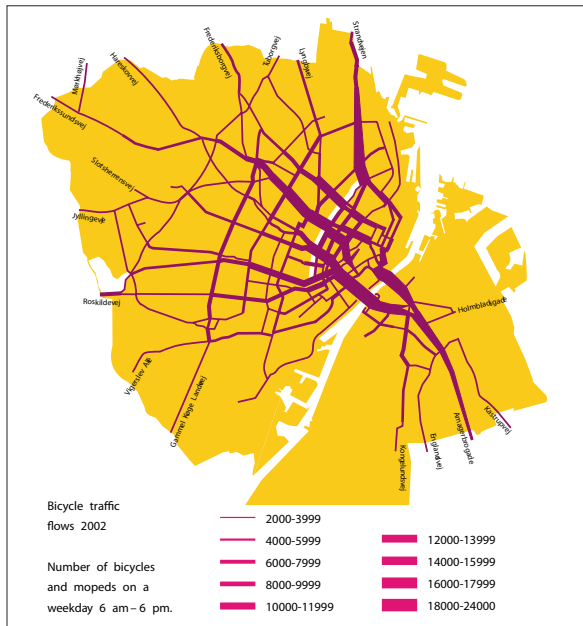 Strandvejen
Frederiksborgvej
Tuborgvej
Lyngbyvej
Hareskovvej
Mørkhøjvej
Frederikssundsvej
Slotsherrensvej
Jyllingevej
Roskildevej
Holmbladsgade
Vigerslev Allé
Gammel Køge Landevej
Kastrupvej
Amagerbrogade
Englandsvej
Kongelundsvej
Bicycle traffic
flows 2002
Number of bicycles
and mopeds on a
weekday 6 am – 6 pm.
2000-3999
4000-5999
6000-7999
8000-9999
10000-11999
12000-13999
14000-15999
16000-17999
18000-24000